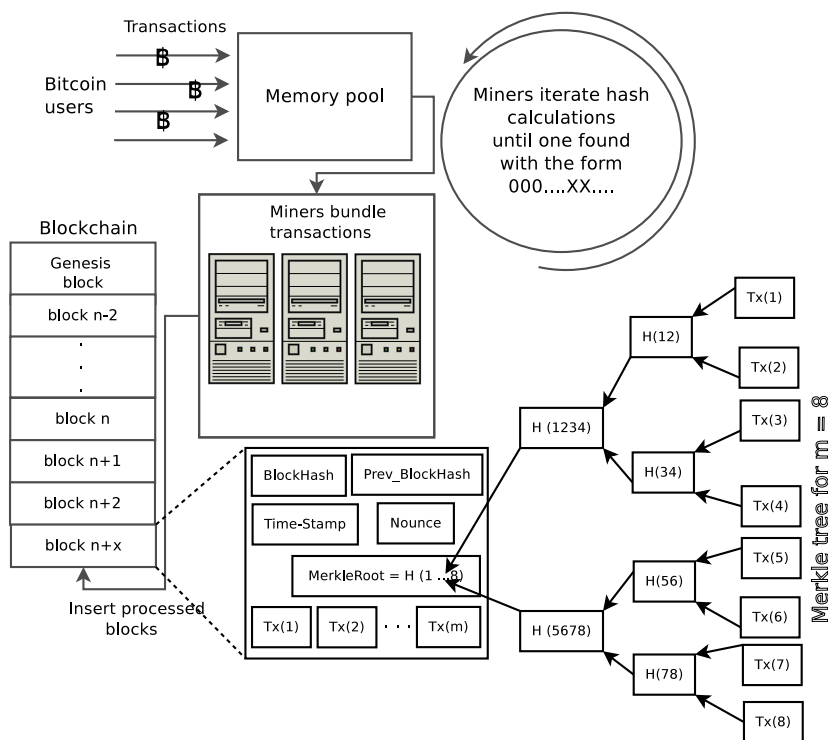 Transactions
Bitcoin
users
฿
฿
฿
Memory pool
Miners iterate hash
calculations
until one found
with the form
000....XX....
Miners bundle
transactions
Blockchain
Genesis
block
block n-2
.
.
.
block n
block n+1
block n+2
block n+x
Insert processed
blocks
BlockHash
Prev_BlockHash
Time-Stamp
Nounce
MerkleRoot = H (1 ...8)
Tx(1)
Tx(2)
. . .
Tx(m)
H (1234)
H (5678)
H(12)
H(34)
H(56)
H(78)
Tx(1)
Tx(2)
Tx(3)
Tx(4)
Tx(5)
Tx(6)
Tx(7)
Tx(8)
Merkle tree for m = 8